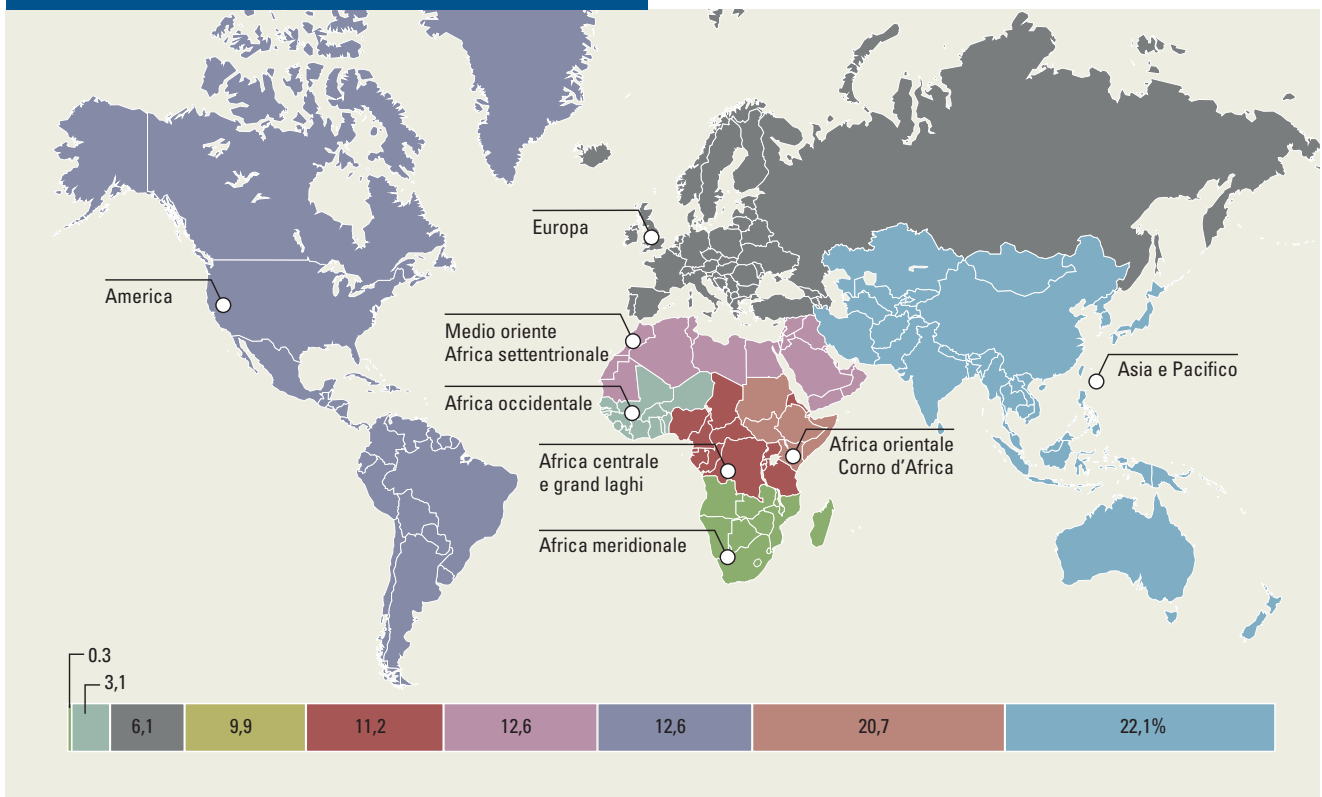 Europa
America
Medio oriente
Africa settentrionale
Asia e Pacifico
Africa occidentale
Africa orientale
Corno d'Africa
Africa centrale
e grand laghi
Africa meridionale
0.3
3,1
6,1
9,9
11,2
12,6
12,6
20,7
22,1%